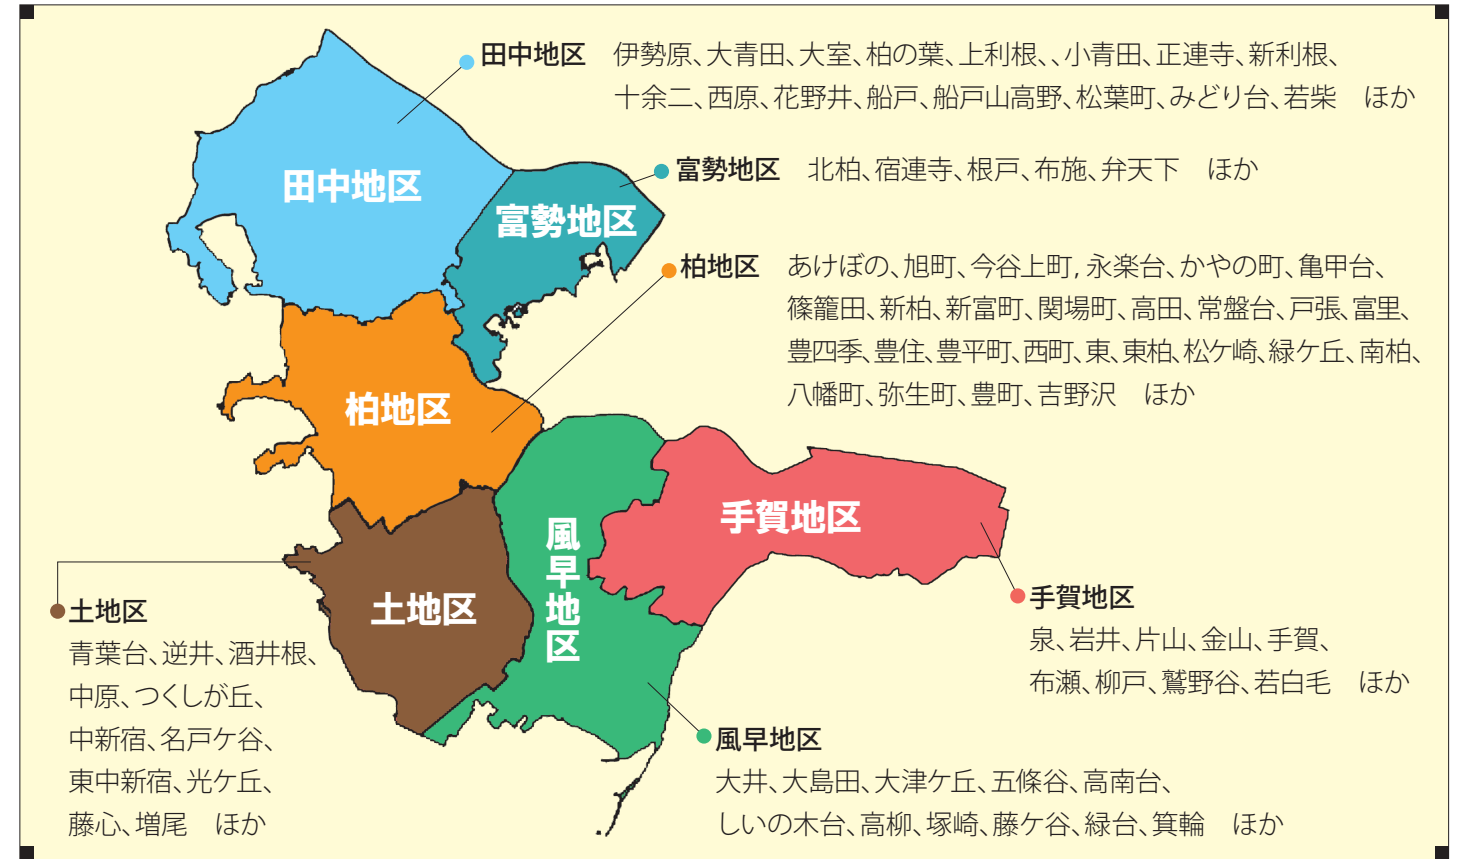 田中地区　伊勢原、大青田、大室、柏の葉、上利根、、小青田、正連寺、新利根、
十余二、西原、花野井、船戸、船戸山高野、松葉町、みどり台、若柴　ほか
富勢地区　北柏、宿連寺、根戸、布施、弁天下　ほか
田中地区
富勢地区
柏地区　あけぼの、旭町、今谷上町, 永楽台、かやの町、亀甲台、
篠籠田、新柏、新富町、関場町、高田、常盤台、戸張、富里、
豊四季、豊住、豊平町、西町、東、東柏、松ケ崎、緑ケ丘、南柏、
八幡町、弥生町、豊町、吉野沢　ほか
柏地区
手賀地区
風早地区
土地区
土地区
青葉台、逆井、酒井根、
中原、つくしが丘、
中新宿、名戸ケ谷、
東中新宿、光ケ丘、
藤心、増尾　ほか
手賀地区
泉、岩井、片山、金山、手賀、
布瀬、柳戸、鷲野谷、若白毛　ほか
風早地区
大井、大島田、大津ケ丘、五條谷、高南台、
しいの木台、高柳、塚崎、藤ケ谷、緑台、箕輪　ほか